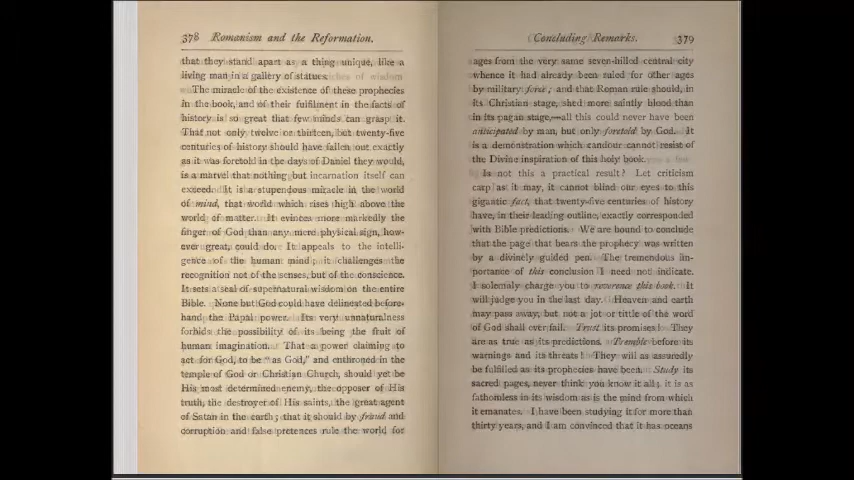 378 Romanism and the Reformation.
that they stand apart as a thing unique, like a
living man in a gallery of statues.
The miracle of the existence of these prophecies
in the book, and of their fulfilment in the facts of
history is so great that few minds can grasp it.
That not only twelve or thirteen, but twenty-five
centuries of history should have fallen out exactly
as it was foretold in the days of Daniel they would,
is a marvel that nothing but incarnation itself can
exceed. It is a stupendous miracle in the world
of mind, that world which rises high above the
world of matter. It evinces more markedly the
finger of God than any mere physical sign, how-
ever great, could do. It appeals to the intelli-
gence of the human mind; it challenges the
recognition not of the senses, but of the conscience.
It sets a seal of supernatural wisdom on the entire
Bible. None but God could have delineated before-
hand the Papal power. Its very unnaturalness
forbids the possibility of its being the fruit of
human imagination. That a power claiming to
act for God, to be "as God," and enthroned in the
temple of God or Christian Church, should yet be
His most determined enemy, the opposer of His
truth, the destroyer of His saints, the great agent
of Satan in the earth; that it should by fraud and
corruption and false pretences rule the world for
Concluding Remarks. 379
ages from the very same seven-hilled central city
whence it had already been ruled for other ages
by military force; and that Roman rule should, in
its Christian stage, shed more saintly blood than
in its pagan stage,—all this could never have been
anticipated by man, but only foretold by God. It
is a demonstration which candour cannot resist of
the Divine inspiration of this holy book.
Is not this a practical result? Let criticism
carp as it may, it cannot blind our eyes to this
gigantic fact, that twenty-five centuries of history
have, in their leading outline, exactly corresponded
with Bible predictions. We are bound to conclude
that the page that bears the prophecy was written
by a divinely guided pen. The tremendous im-
portance of this conclusion I need not indicate.
I solemnly charge you to reverence this book. It
will judge you in the last day. Heaven and earth
may pass away, but not a jot or tittle of the word
of God shall ever fail. Trust its promises! They
are as true as its predictions. Tremble before its
warnings and its threats! They will as assuredly
be fulfilled as its prophecies have been. Study its
sacred pages, never think you know it all; it is as
fathomless in its wisdom as is the mind from which
it emanates. I have been studying it for more than
thirty years, and I am convinced that it has oceans